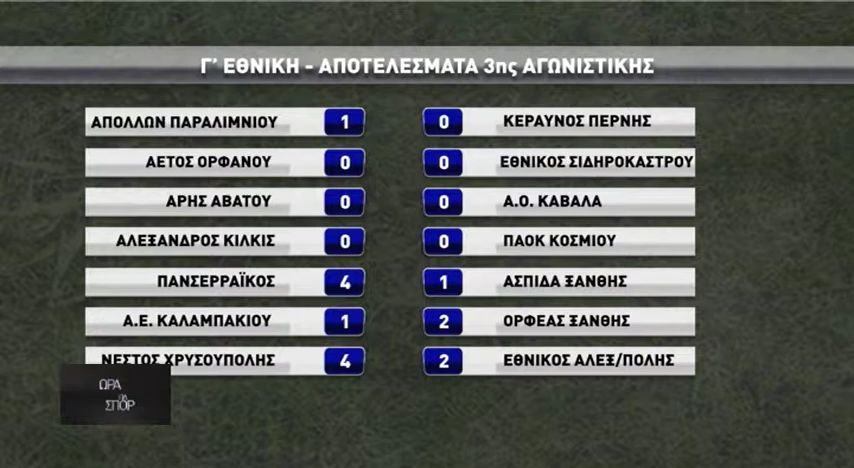 Γ' ΕΘΝΙΚΗ - ΑΠΟΤΕΛΕΣΜΑΤΑ 3ης ΑΓΩΝΙΣΤΙΚΗΣ
ΑΠΟΛΛΩΝ ΠΑΡΑΛΙΜΝΙΟΥ 1 0 ΚΕΡΑΥΝΟΣ ΠΕΡΝΗΣ
ΑΕΤΟΣ ΟΡΦΑΝΟΥ 0 0 ΕΘΝΙΚΟΣ ΣΙΔΗΡΟΚΑΣΤΡΟΥ
ΑΡΗΣ ΑΒΑΤΟΥ 0 0 Α.Ο. ΚΑΒΑΛΑ
ΑΛΕΞΑΝΔΡΟΣ ΚΙΛΚΙΣ 0 0 ΠΑΟΚ ΚΟΣΜΙΟΥ
ΠΑΝΣΕΡΡΑΪΚΟΣ 4 1 ΑΣΠΙΔΑ ΞΑΝΘΗΣ
Α.Ε. ΚΑΛΑΜΠΑΚΙΟΥ 1 2 ΟΡΦΕΑΣ ΞΑΝΘΗΣ
ΝΕΣΤΟΣ ΧΡΥΣΟΥΠΟΛΗΣ 4 2 ΕΘΝΙΚΟΣ ΑΛΕΞ/ΠΟΛΗΣ
ΩΡΑ
ΓΙΑ
ΣΠΟΡ